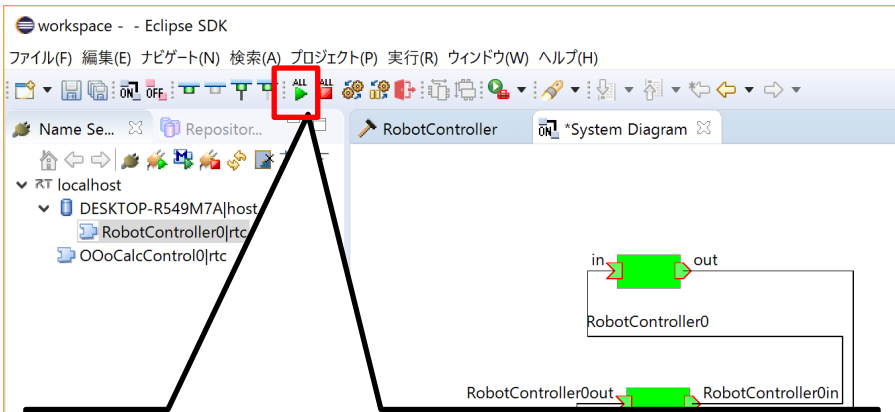 workspace - - Eclipse SDK
ファイル(F) 編集(E) ナビゲート(N) 検索(A) プロジェクト(P) 実行(R) ウィンドウ(W) ヘルプ(H)
ON OFF ALL ALL
Name Se... Repositor... RobotController ON *System Diagram
RT localhost
DESKTOP-R549M7A|host
RobotController0|rtc
OOoCalcControl0|rtc
in out
RobotController0
RobotController0out RobotController0in